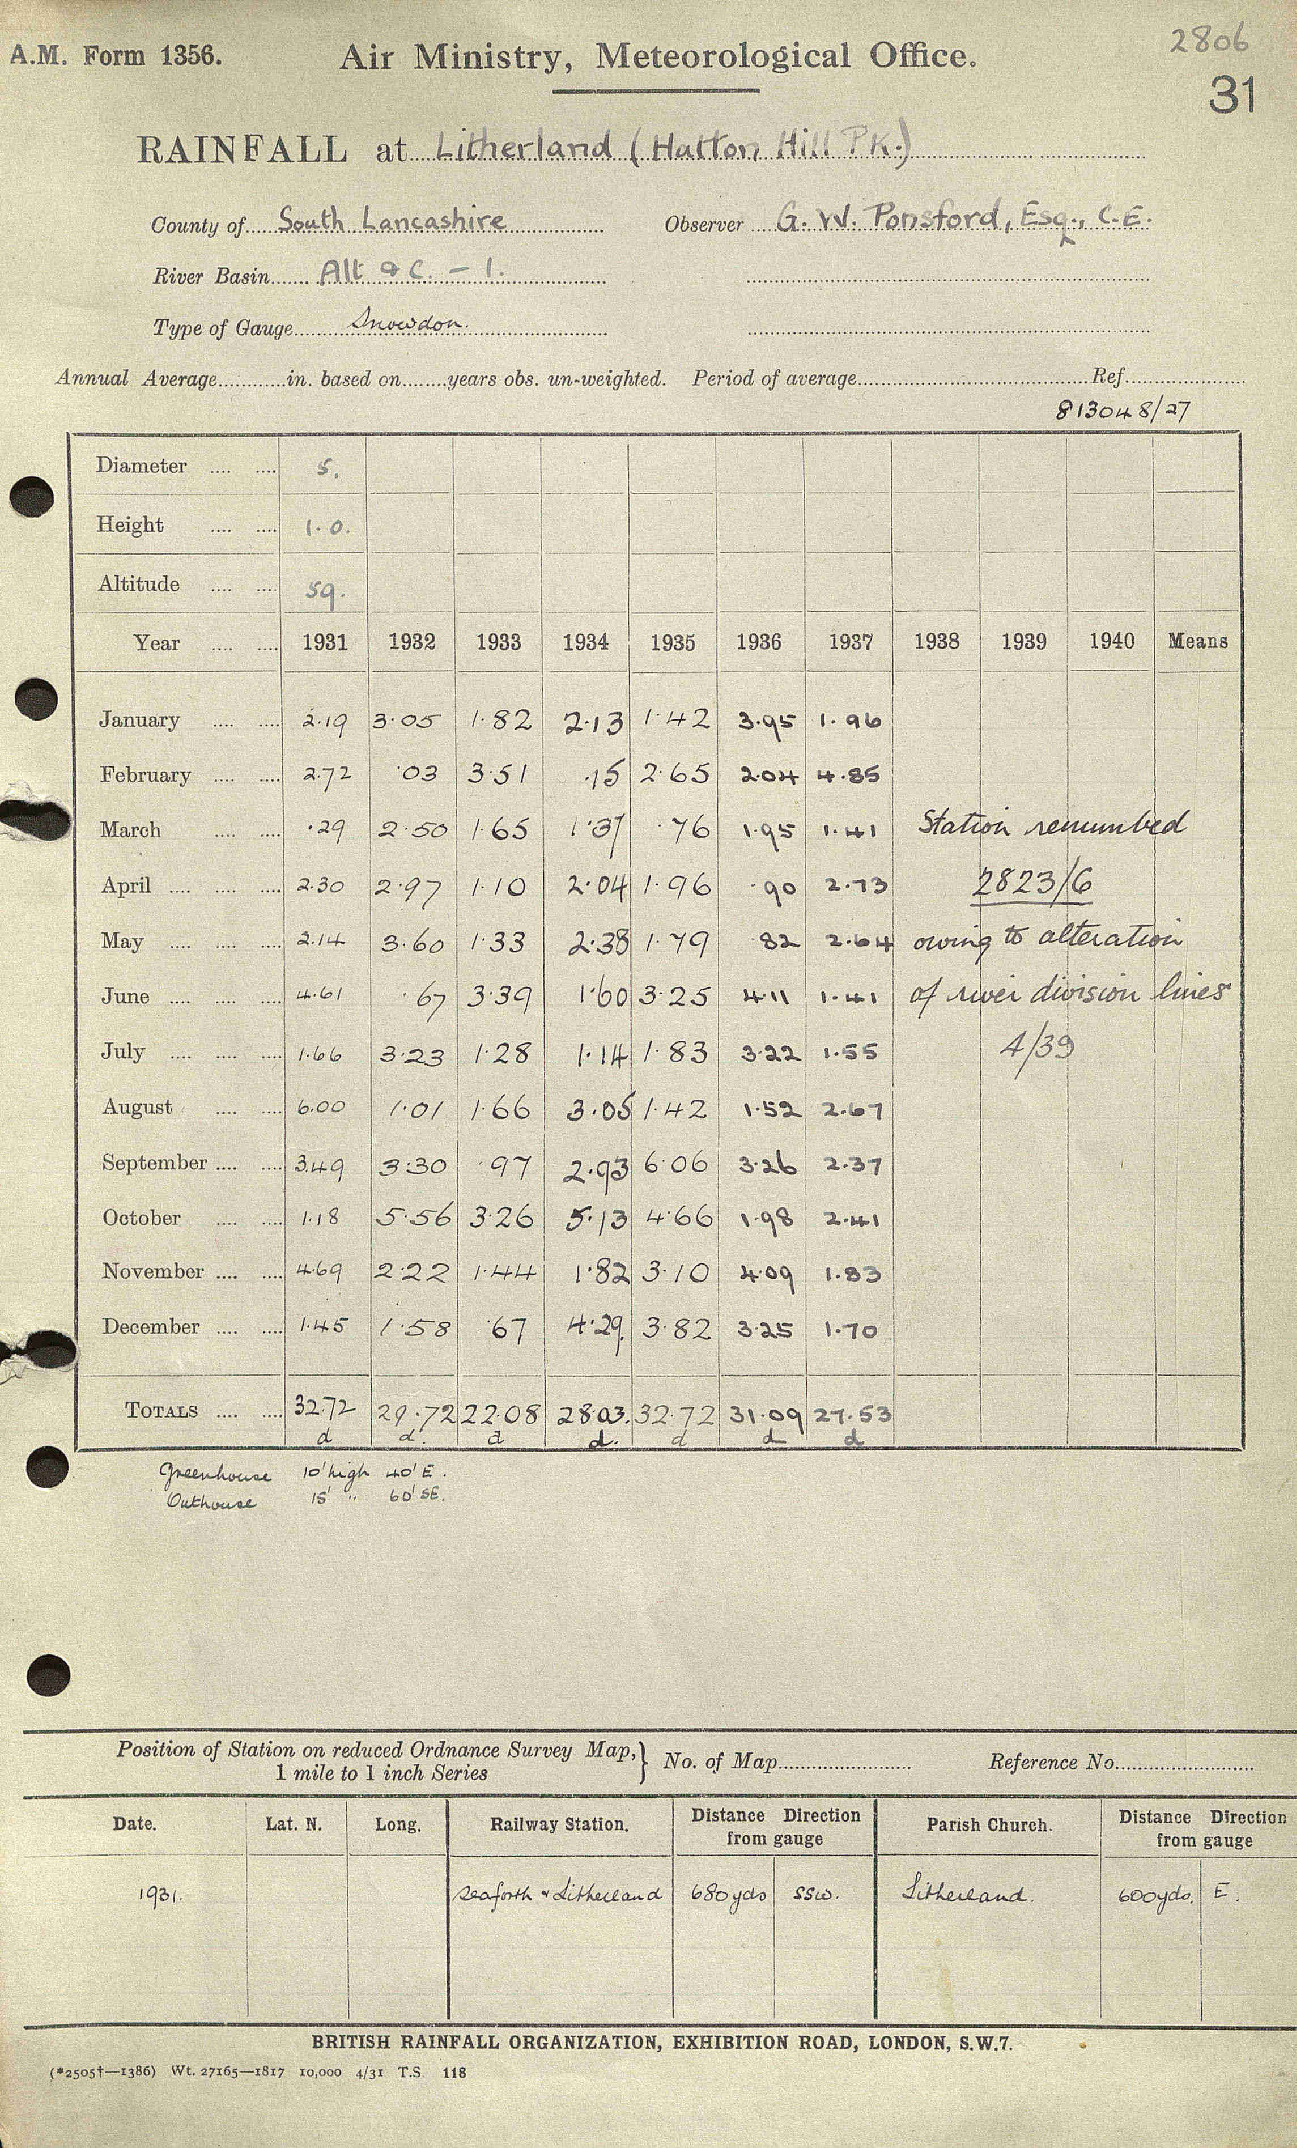 2806
A.M. Form 1356. Air Ministry, Meteorological Office.
31
RAINFALL at Litherland (Hatton Hill Pk.)
County of South Lancashire Observer G. W. Ponsford, Esq., C.E.
River Basin Alt & C. - 1.
Type of Gauge Snowdon.
Annual Average in. based on years obs. un-weighted. Period of average Ref.
813048/27
Diameter 5.
Height 1.0.
Altitude 59.
Year 1931 1932 1933 1934 1935 1936 1937 1938 1939 1940 Means
January 2.19 3.05 1.82 2.13 1.42 3.95 1.96
February 2.72 .03 3.51 .15 2.65 2.04 4.85
March .29 2.50 1.65 1.37 .76 1.95 1.41 Station renumbed
April 2.30 2.97 1.10 2.04 1.96 .90 2.73 2823/6
May 2.14 3.60 1.33 2.38 1.79 .82 2.64 owing to alteration
June 4.61 .67 3.39 1.60 3.25 4.11 1.41 of river division lines
July 1.66 3.23 1.28 1.14 1.83 3.22 1.55 4/39
August 6.00 1.01 1.66 3.05 1.42 1.52 2.67
September 3.49 3.30 .97 2.93 6.06 3.26 2.37
October 1.18 5.56 3.26 5.13 4.66 1.98 2.41
November 4.69 2.22 1.44 1.82 3.10 4.09 1.83
December 1.45 1.58 .67 4.29 3.82 3.25 1.70
TOTALS 32.72 29.72 22.08 28.03 32.72 31.09 27.53
d d. d d. d d d
Greenhouse 10' high 40' E.
Outhouse 15' " 60' SE.
Position of Station on reduced Ordnance Survey Map, 1 mile to 1 inch Series } No. of Map Reference No.
Date. Lat. N. Long. Railway Station. Distance Direction from gauge Parish Church. Distance Direction from gauge
1931. Seaforth & Litherland 680 yds SSW. Litherland. 600 yds. E.
BRITISH RAINFALL ORGANIZATION, EXHIBITION ROAD, LONDON, S.W.7.
(*2505†—1386) Wt. 27165—1817 10,000 4/31 T.S. 118